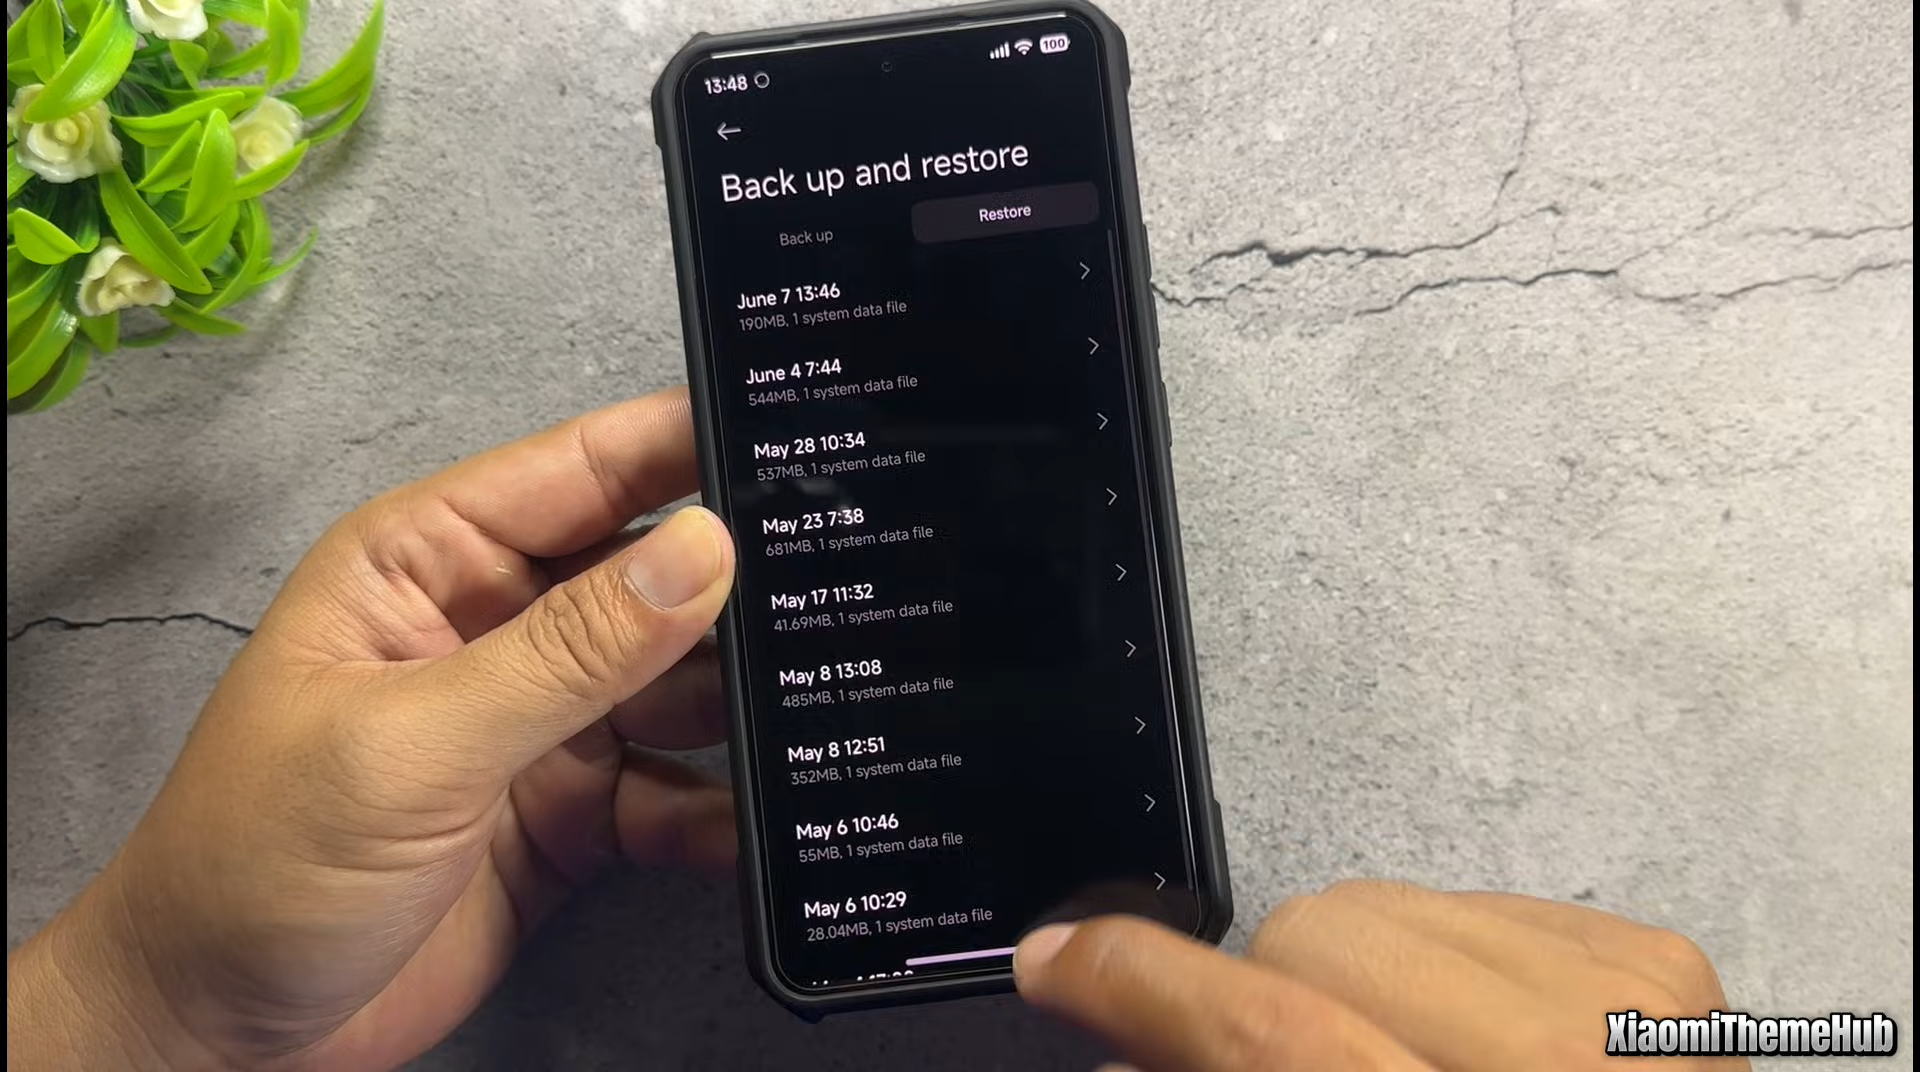 13:48
100
Back up and restore
Back up
Restore
June 7 13:46
190MB, 1 system data file
June 4 7:44
544MB, 1 system data file
May 28 10:34
537MB, 1 system data file
May 23 7:38
681MB, 1 system data file
May 17 11:32
41.69MB, 1 system data file
May 8 13:08
485MB, 1 system data file
May 8 12:51
352MB, 1 system data file
May 6 10:46
55MB, 1 system data file
May 6 10:29
28.04MB, 1 system data file
XiaomiThemeHub